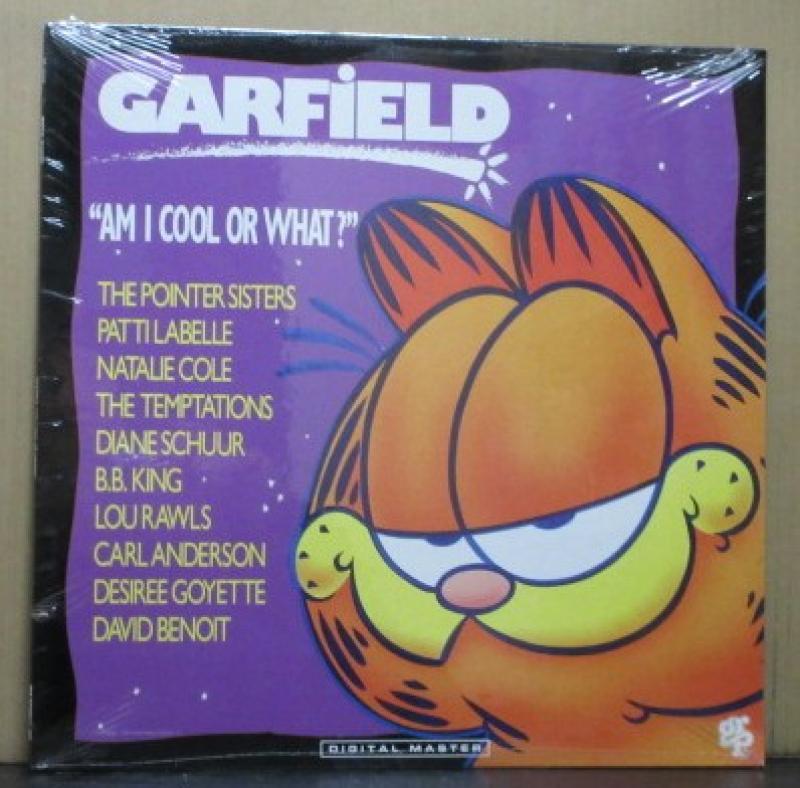 GARFiELD
“AM I COOL OR WHAT?”
THE POINTER SISTERS
PATTI LABELLE
NATALIE COLE
THE TEMPTATIONS
DIANE SCHUUR
B.B. KING
LOU RAWLS
CARL ANDERSON
DESIREE GOYETTE
DAVID BENOIT
DIGITAL MASTER
grp